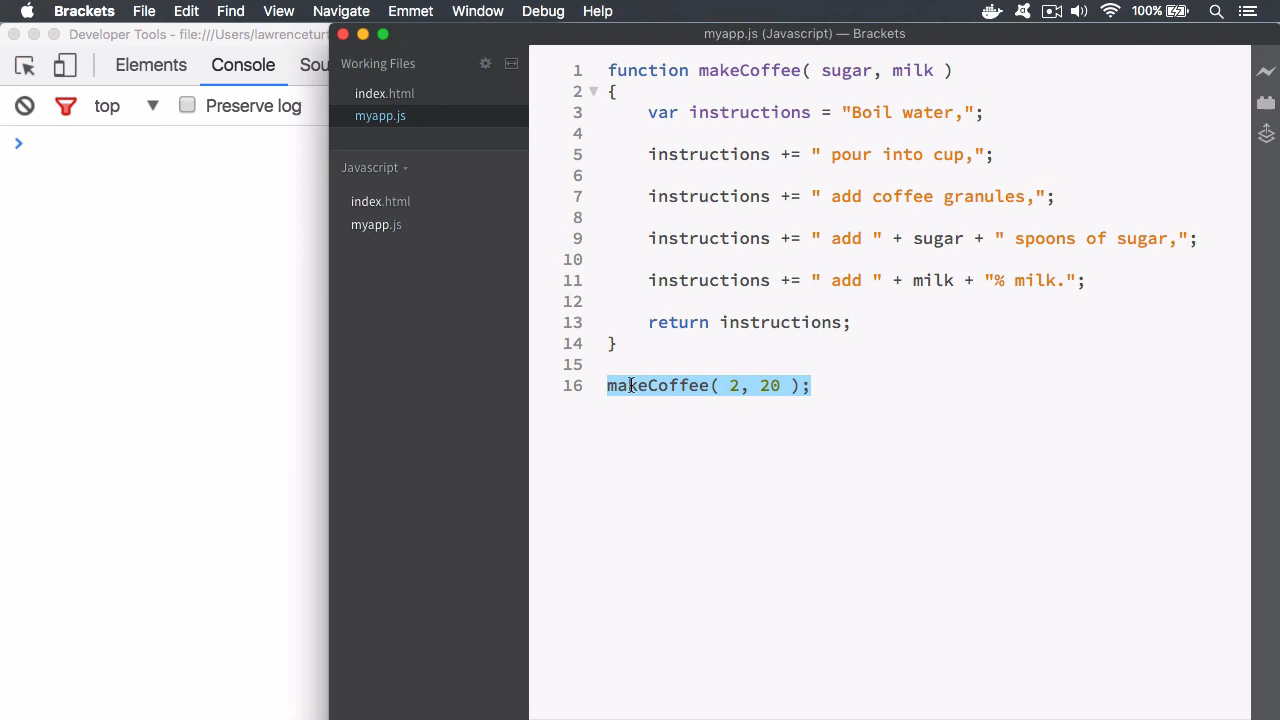 Brackets File Edit Find View Navigate Emmet Window Debug Help 100%
Developer Tools - file:///Users/lawrencetur
myapp.js (Javascript) — Brackets
Elements Console Sou
top Preserve log
Working Files
index.html
myapp.js
Javascript
index.html
myapp.js
1 function makeCoffee( sugar, milk )
2 {
3 var instructions = "Boil water,";
4
5 instructions += " pour into cup,";
6
7 instructions += " add coffee granules,";
8
9 instructions += " add " + sugar + " spoons of sugar,";
10
11 instructions += " add " + milk + "% milk.";
12
13 return instructions;
14 }
15
16 makeCoffee( 2, 20 );